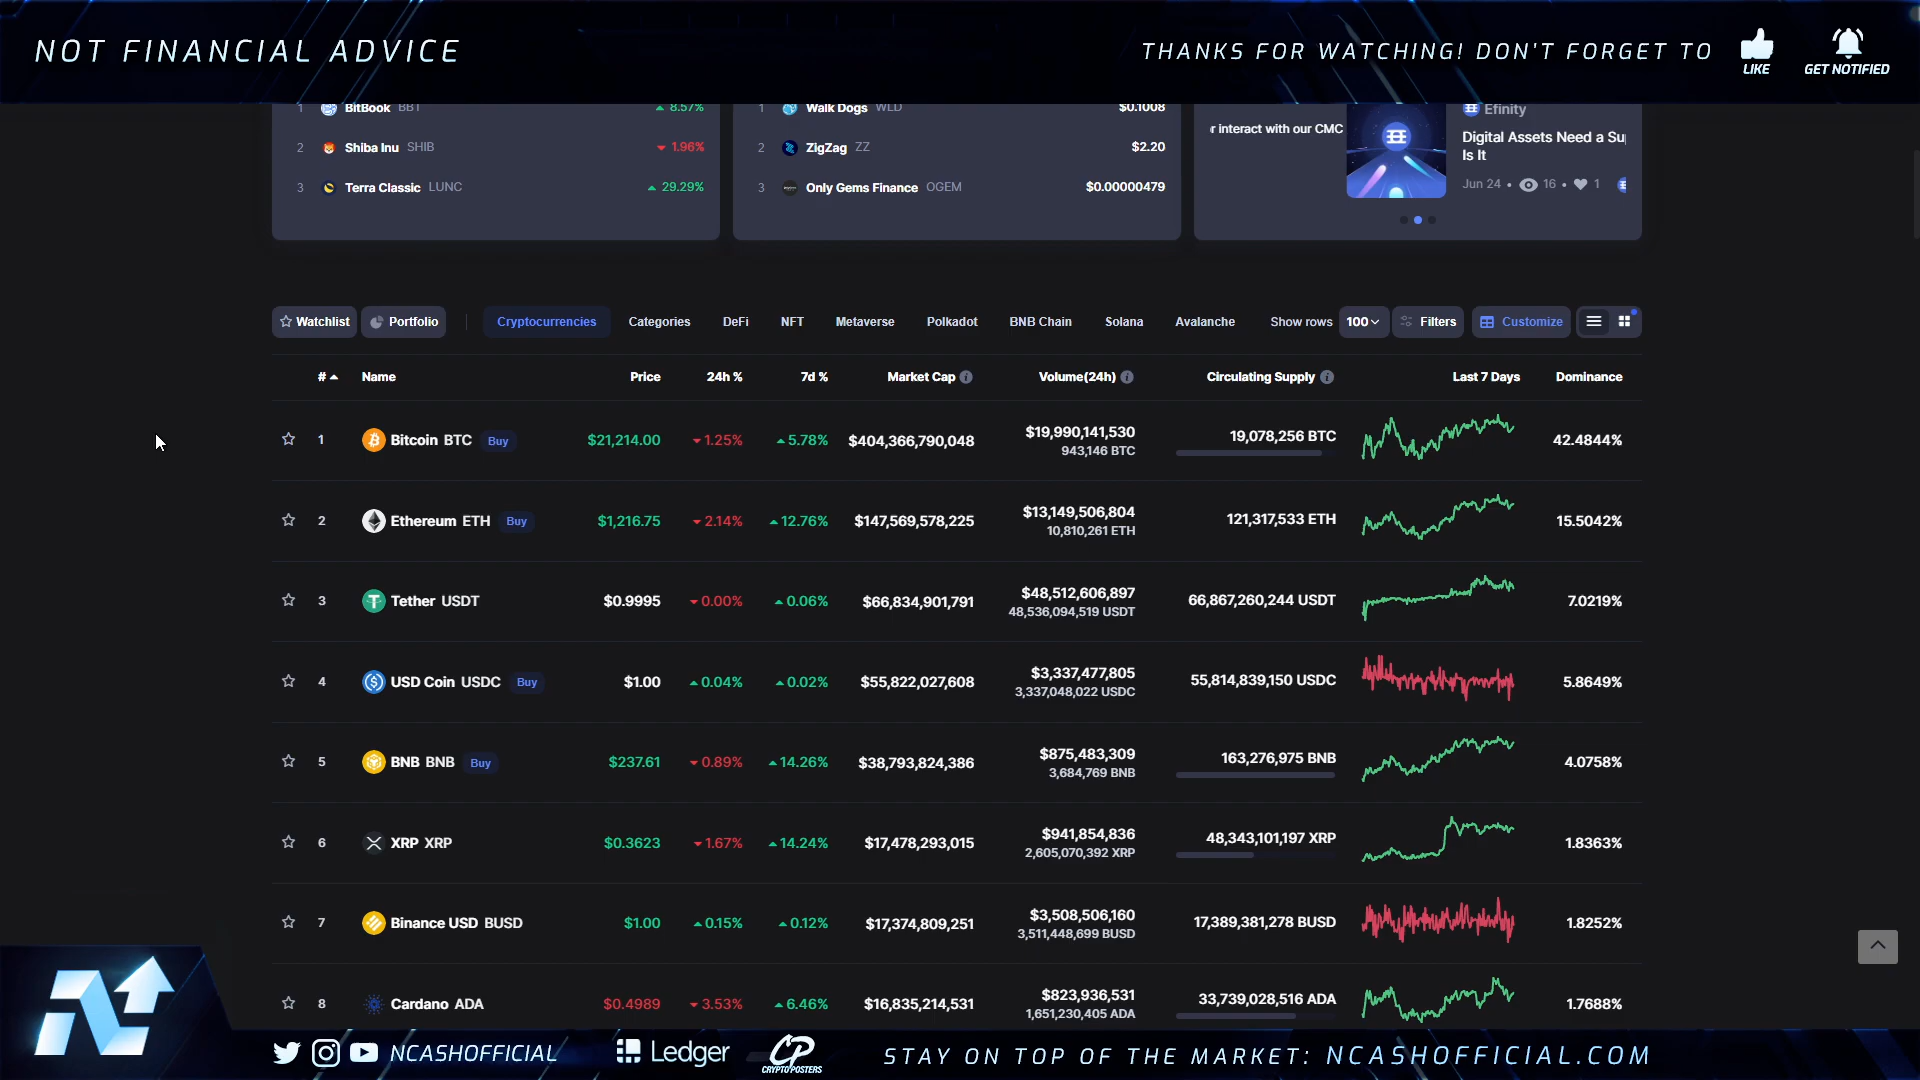 NOT FINANCIAL ADVICE
THANKS FOR WATCHING! DON'T FORGET TO
LIKE
GET NOTIFIED
1 BitBook BBT 8.57%
2 Shiba Inu SHIB 1.96%
3 Terra Classic LUNC 29.29%
1 Walk Dogs WLD $0.1008
2 ZigZag ZZ $2.20
3 Only Gems Finance OGEM $0.00000479
r interact with our CMC
Efinity
Digital Assets Need a Su
Is It
Jun 24 • 16 • 1
Watchlist Portfolio Cryptocurrencies Categories DeFi NFT Metaverse Polkadot BNB Chain Solana Avalanche Show rows 100 Filters Customize
# Name Price 24h % 7d % Market Cap Volume(24h) Circulating Supply Last 7 Days Dominance
1 Bitcoin BTC Buy $21,214.00 1.25% 5.78% $404,366,790,048 $19,990,141,530 19,078,256 BTC 42.4844%
943,146 BTC
2 Ethereum ETH Buy $1,216.75 2.14% 12.76% $147,569,578,225 $13,149,506,804 121,317,533 ETH 15.5042%
10,810,261 ETH
3 Tether USDT $0.9995 0.00% 0.06% $66,834,901,791 $48,512,606,897 66,867,260,244 USDT 7.0219%
48,536,094,519 USDT
4 USD Coin USDC Buy $1.00 0.04% 0.02% $55,822,027,608 $3,337,477,805 55,814,839,150 USDC 5.8649%
3,337,048,022 USDC
5 BNB BNB Buy $237.61 0.89% 14.26% $38,793,824,386 $875,483,309 163,276,975 BNB 4.0758%
3,684,769 BNB
6 XRP XRP $0.3623 1.67% 14.24% $17,478,293,015 $941,854,836 48,343,101,197 XRP 1.8363%
2,605,070,392 XRP
7 Binance USD BUSD $1.00 0.15% 0.12% $17,374,809,251 $3,508,506,160 17,389,381,278 BUSD 1.8252%
3,511,448,699 BUSD
8 Cardano ADA $0.4989 3.53% 6.46% $16,835,214,531 $823,936,531 33,739,028,516 ADA 1.7688%
1,651,230,405 ADA
NCASHOFFICIAL
Ledger
CP
CRYPTOPOSTERS
STAY ON TOP OF THE MARKET: NCASHOFFICIAL.COM